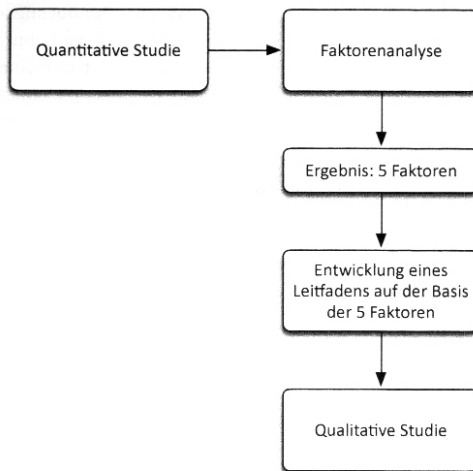 Quantitative Studie
Faktorenanalyse
Ergebnis: 5 Faktoren
Entwicklung eines
Leitfadens auf der Basis
der 5 Faktoren
Qualitative Studie